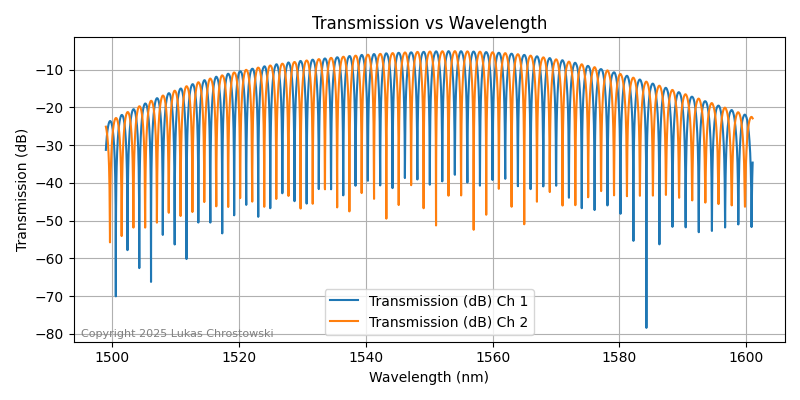 Transmission vs Wavelength
Transmission (dB)
−10
−20
−30
−40
−50
−60
−70
−80
Transmission (dB) Ch 1
Transmission (dB) Ch 2
Copyright 2025 Lukas Chrostowski
1500 1520 1540 1560 1580 1600
Wavelength (nm)